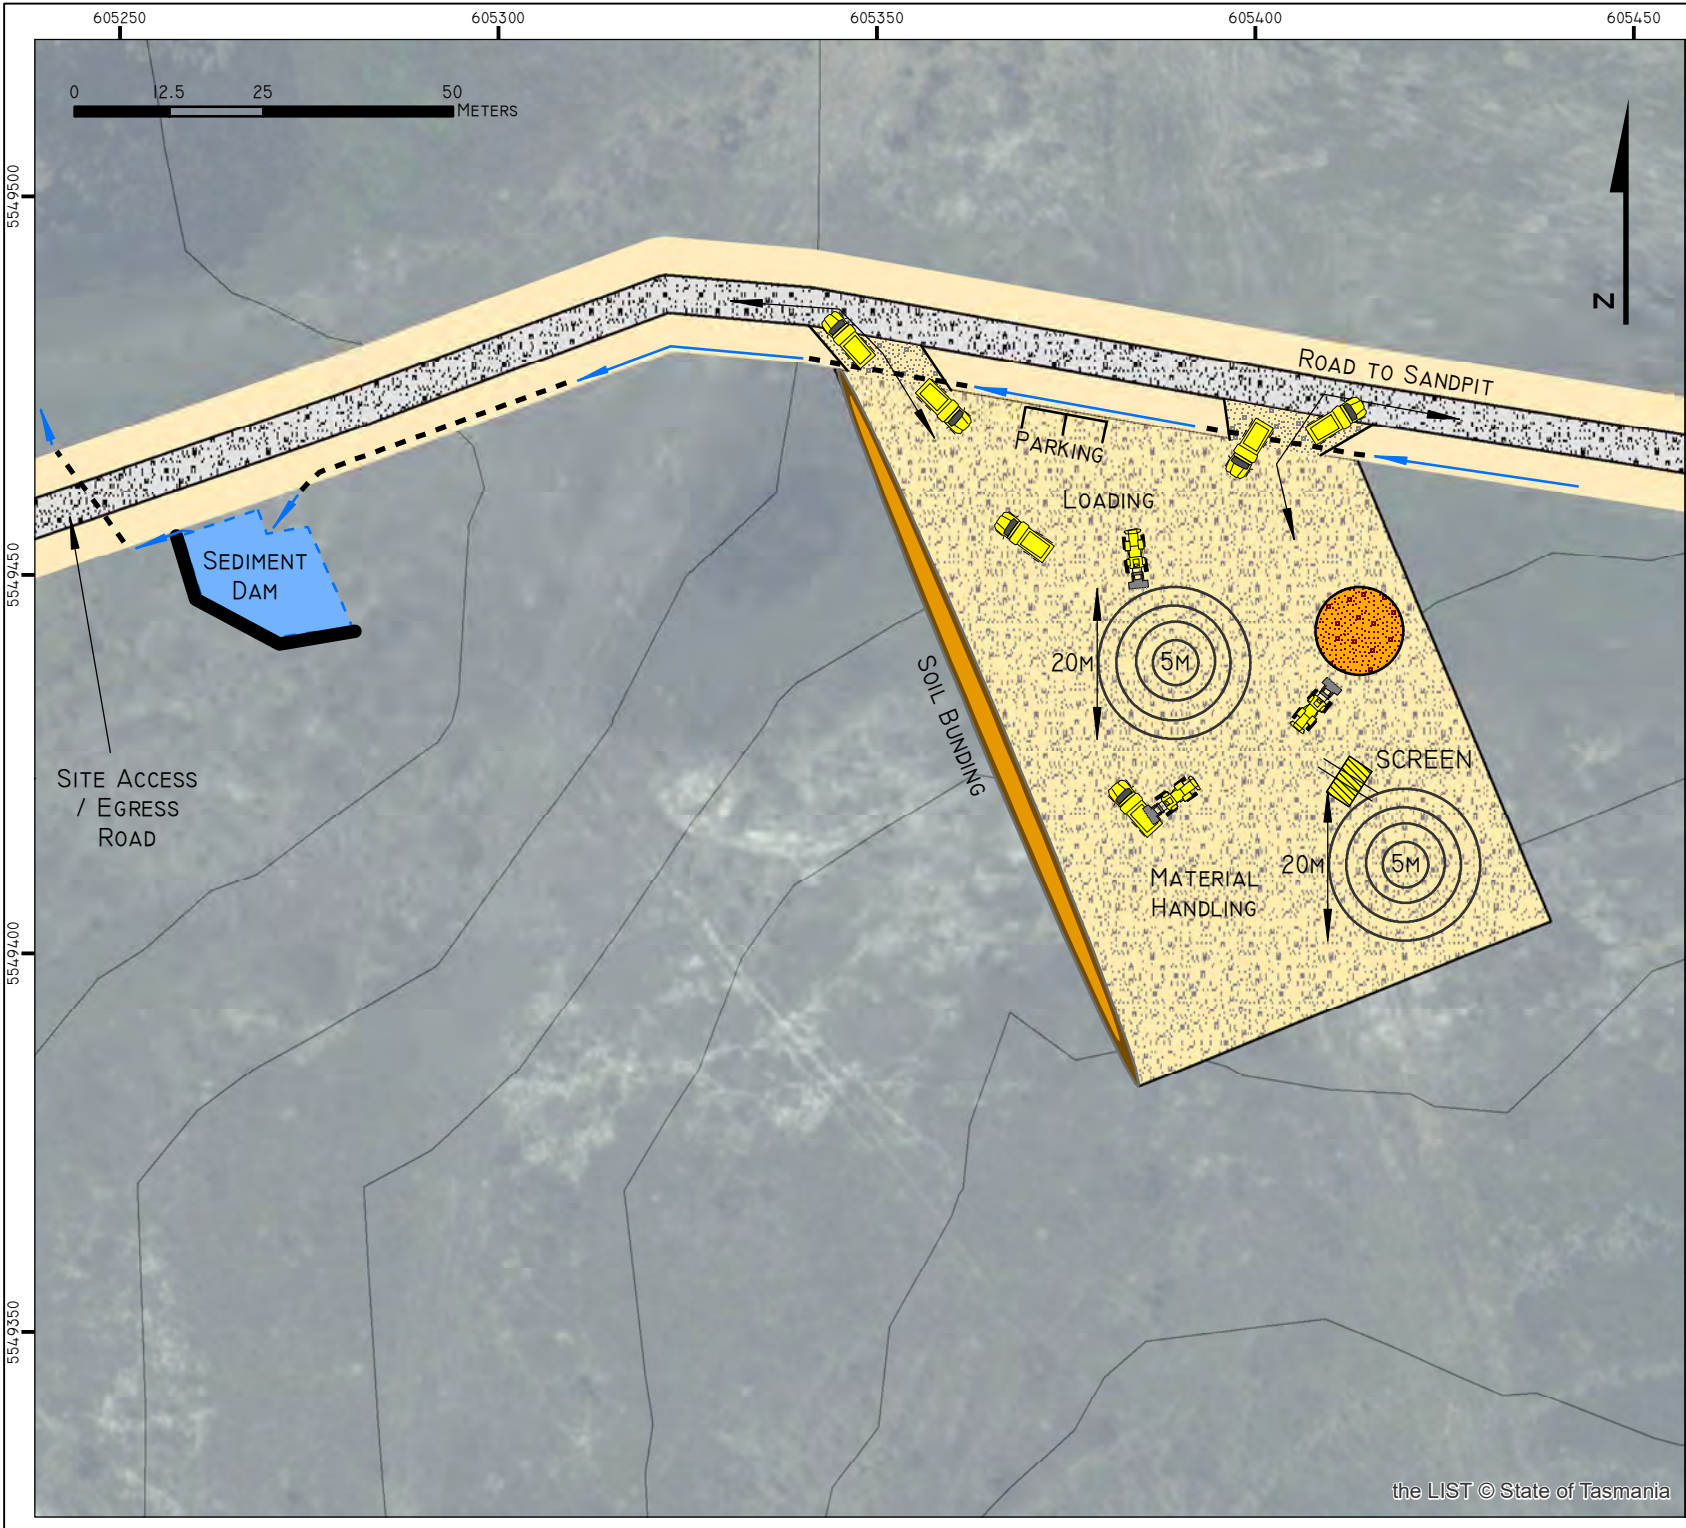 605250 605300 605350 605400 605450
0 12.5 25 50
METERS
5549500
N
ROAD TO SANDPIT
PARKING
LOADING
5549450
SEDIMENT
DAM
20M 5M
SOIL BUNDING
SITE ACCESS
/ EGRESS
ROAD
SCREEN
20M 5M
MATERIAL
HANDLING
5549400
5549350
the LIST © State of Tasmania